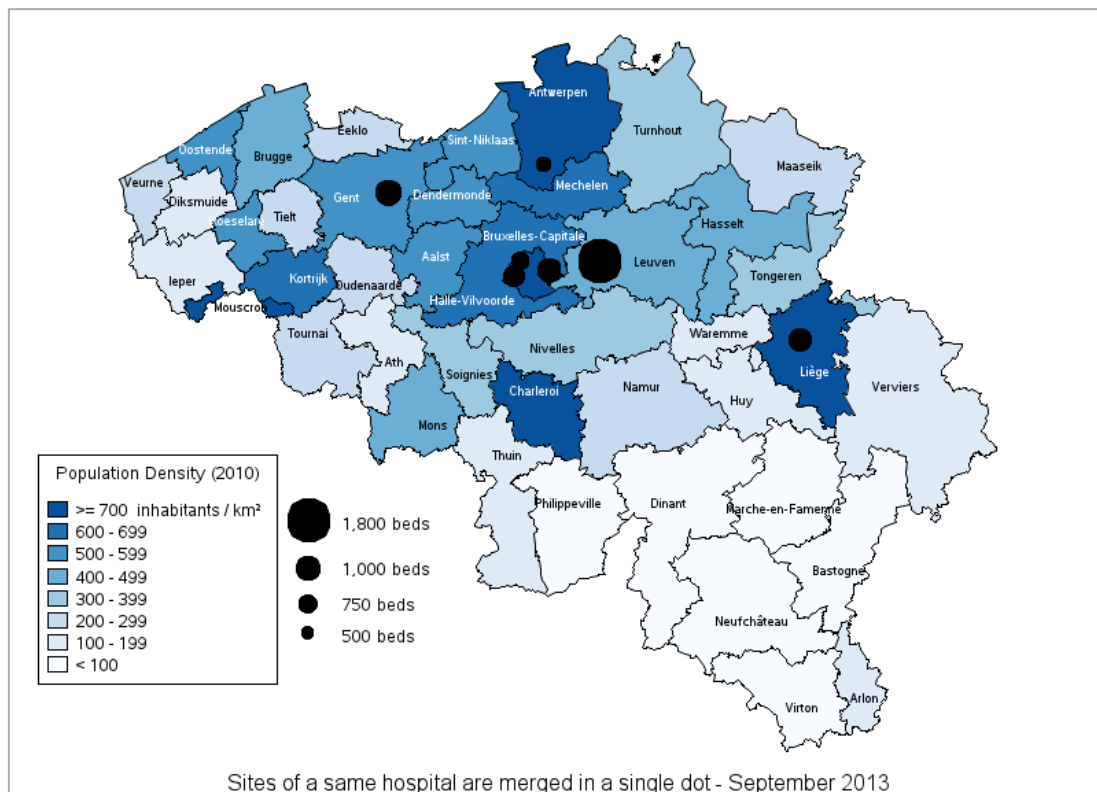 Antwerpen
Turnhout
Eeklo
Sint-Niklaas
Oostende
Brugge
Maaseik
Veurne
Mechelen
Gent
Dendermonde
Diksmuide
Tielt
Roeselare
Hasselt
Bruxelles-Capitale
Aalst
Leuven
Ieper
Kortrijk
Oudenaarde
Tongeren
Halle-Vilvoorde
Mouscron
Tournai
Waremme
Nivelles
Ath
Soignies
Liège
Charleroi
Namur
Verviers
Huy
Mons
Thuin
Philippeville
Dinant
Marche-en-Famenne
Bastogne
Neufchâteau
Arlon
Virton
Population Density (2010)
>= 700 inhabitants / km²
600 - 699
500 - 599
400 - 499
300 - 399
200 - 299
100 - 199
< 100
1,800 beds
1,000 beds
750 beds
500 beds
Sites of a same hospital are merged in a single dot - September 2013